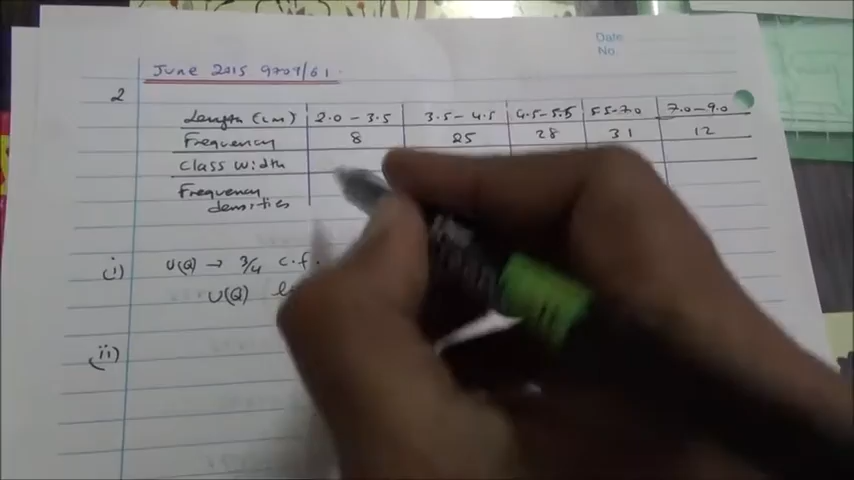 Date
No.
June 2015 9709/61
2
Length (cm) 2.0 - 3.5 3.5 - 4.5 4.5-5.5 5.5-7.0 7.0-9.0
Frequency 8 25 28 31 12
Class width
Frequency
densities
(i) U(Q) → 3/4 c.f.
U(Q)
(ii)